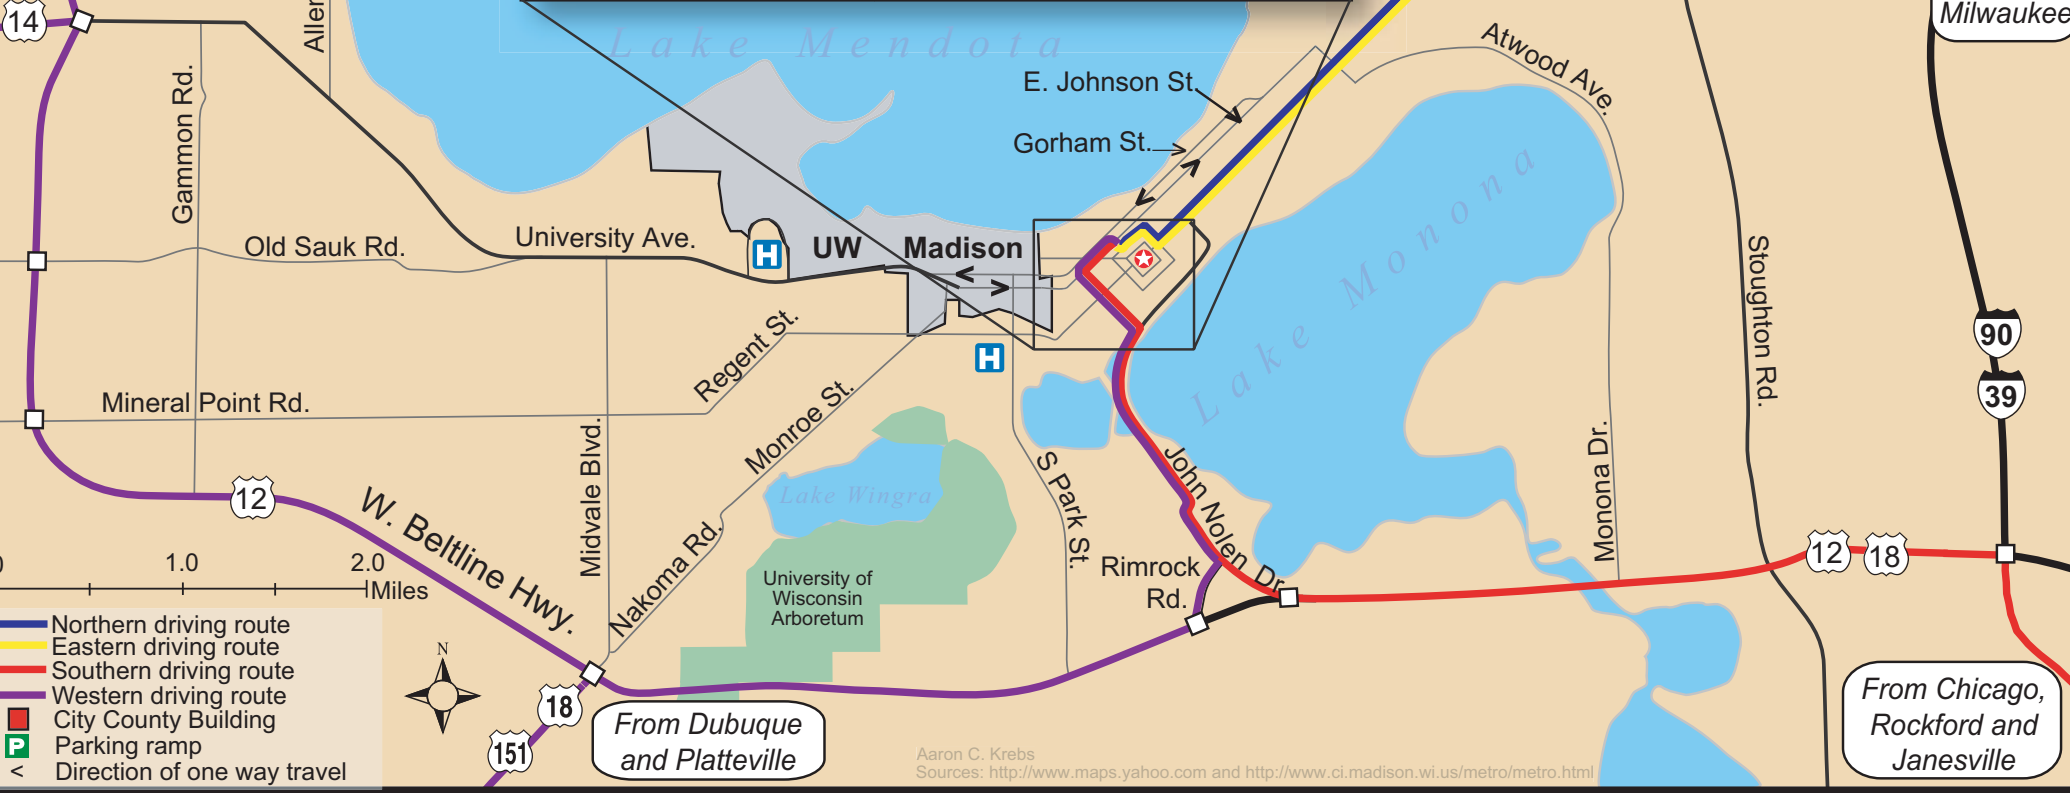 14
Allen
Lake Mendota
Atwood Ave.
Milwaukee
E. Johnson St.
Gorham St.
Gammon Rd.
Old Sauk Rd.
University Ave.
H
UW Madison
<
>
Lake Monona
Stoughton Rd.
90
39
Regent St.
H
Mineral Point Rd.
Monroe St.
Midvale Blvd.
Lake Wingra
S Park St.
John Nolen Dr.
Monona Dr.
12
W. Beltline Hwy.
Nakoma Rd.
University of
Wisconsin
Arboretum
Rimrock
Rd.
12
18
0 1.0 2.0
Miles
Northern driving route
Eastern driving route
Southern driving route
Western driving route
City County Building
P Parking ramp
< Direction of one way travel
N
18
151
From Dubuque
and Platteville
From Chicago,
Rockford and
Janesville
Aaron C. Krebs
Sources: http://www.maps.yahoo.com and http://www.ci.madison.wi.us/metro/metro.html